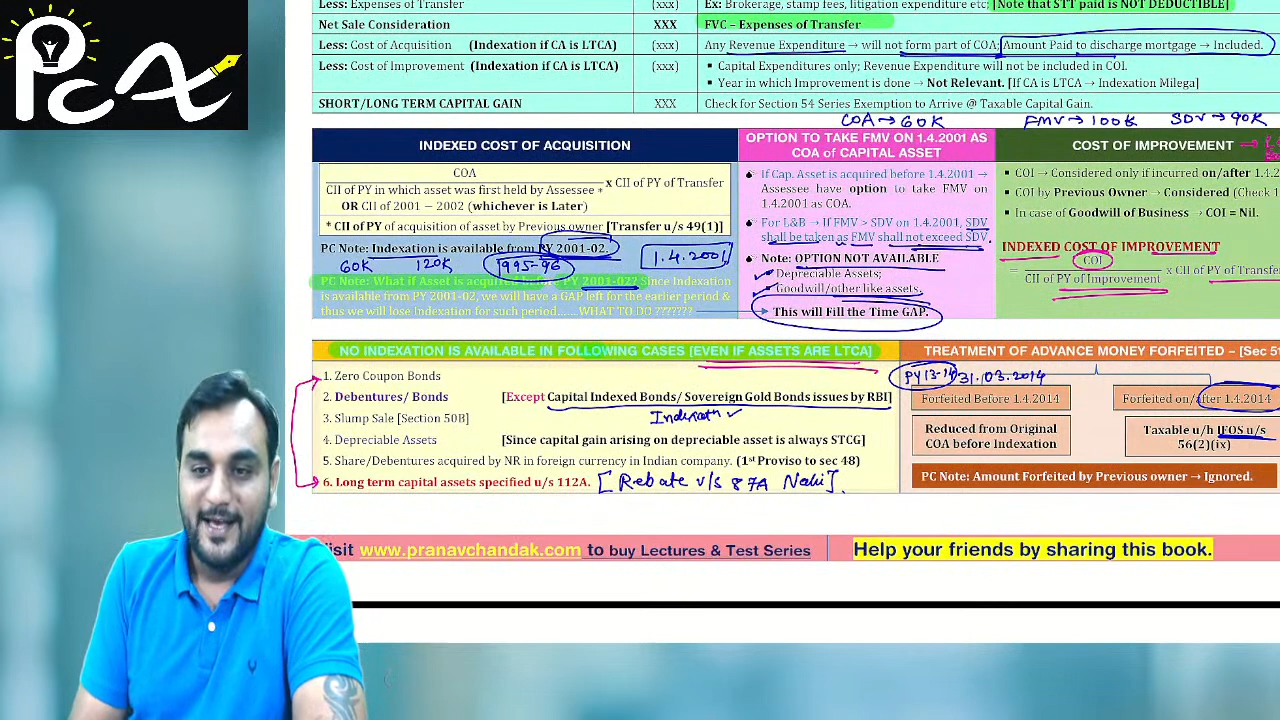 PCA
Less: Expenses of Transfer (xxx) Ex: Brokerage, stamp fees, litigation expenditure etc; [Note that STT paid is NOT DEDUCTIBLE]
Net Sale Consideration XXX FVC – Expenses of Transfer
Less: Cost of Acquisition (Indexation if CA is LTCA) (xxx) Any Revenue Expenditure → will not form part of COA; Amount Paid to discharge mortgage → Included.
Less: Cost of Improvement (Indexation if CA is LTCA) (xxx) ▪ Capital Expenditures only; Revenue Expenditure will not be included in COI.
▪ Year in which Improvement is done → Not Relevant. [If CA is LTCA → Indexation Milega]
SHORT/LONG TERM CAPITAL GAIN XXX Check for Section 54 Series Exemption to Arrive @ Taxable Capital Gain.
COA → 60K FMV → 100K SDV → 90K
INDEXED COST OF ACQUISITION
COA
CII of PY in which asset was first held by Assessee * x CII of PY of Transfer
OR CII of 2001 – 2002 (whichever is Later)
* CII of PY of acquisition of asset by Previous owner [Transfer u/s 49(1)]
PC Note: Indexation is available from PY 2001-02.
60K 120K 1995-96 1.4.2001
PC Note: What if Asset is acquired before PY 2001-02? Since Indexation
is available from PY 2001-02, we will have a GAP left for the earlier period &
thus we will lose Indexation for such period…… WHAT TO DO ???????
OPTION TO TAKE FMV ON 1.4.2001 AS
COA of CAPITAL ASSET
If Cap. Asset is acquired before 1.4.2001 →
Assessee have option to take FMV on
1.4.2001 as COA.
For L&B → If FMV > SDV on 1.4.2001, SDV
shall be taken as FMV shall not exceed SDV.
Note: OPTION NOT AVAILABLE
Depreciable Assets;
Goodwill/other like assets,
This will Fill the Time GAP.
COST OF IMPROVEMENT
▪ COI → Considered only if incurred on/after 1.4.2
▪ COI by Previous Owner → Considered (Check 1
▪ In case of Goodwill of Business → COI = Nil.
INDEXED COST OF IMPROVEMENT
= COI
CII of PY of Improvement x CII of PY of Transfe
NO INDEXATION IS AVAILABLE IN FOLLOWING CASES [EVEN IF ASSETS ARE LTCA]
1. Zero Coupon Bonds
2. Debentures/ Bonds [Except Capital Indexed Bonds/ Sovereign Gold Bonds issues by RBI]
3. Slump Sale [Section 50B]
4. Depreciable Assets [Since capital gain arising on depreciable asset is always STCG]
5. Share/Debentures acquired by NR in foreign currency in Indian company. (1st Proviso to sec 48)
6. Long term capital assets specified u/s 112A. [Rebate u/s 87A Nahi].
TREATMENT OF ADVANCE MONEY FORFEITED – [Sec 5
PY 13-14 31.03.2014
Forfeited Before 1.4.2014 Forfeited on/after 1.4.2014
Reduced from Original
COA before Indexation
Taxable u/h IFOS u/s
56(2)(ix)
PC Note: Amount Forfeited by Previous owner → Ignored.
isit www.pranavchandak.com to buy Lectures & Test Series Help your friends by sharing this book.